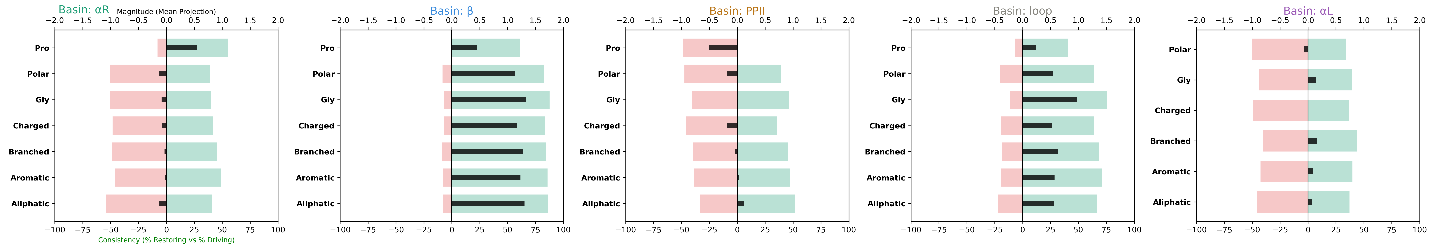 Basin: αR Magnitude (Mean Projection)
−2.0 −1.5 −1.0 −0.5 0.0 0.5 1.0 1.5 2.0
Pro
Polar
Gly
Charged
Branched
Aromatic
Aliphatic
−100 −75 −50 −25 0 25 50 75 100
Consistency (% Restoring vs % Driving)
Basin: β
−2.0 −1.5 −1.0 −0.5 0.0 0.5 1.0 1.5 2.0
Pro
Polar
Gly
Charged
Branched
Aromatic
Aliphatic
−100 −75 −50 −25 0 25 50 75 100
Basin: PPII
−2.0 −1.5 −1.0 −0.5 0.0 0.5 1.0 1.5 2.0
Pro
Polar
Gly
Charged
Branched
Aromatic
Aliphatic
−100 −75 −50 −25 0 25 50 75 100
Basin: loop
−2.0 −1.5 −1.0 −0.5 0.0 0.5 1.0 1.5 2.0
Pro
Polar
Gly
Charged
Branched
Aromatic
Aliphatic
−100 −75 −50 −25 0 25 50 75 100
Basin: αL
−2.0 −1.5 −1.0 −0.5 0.0 0.5 1.0 1.5 2.0
Polar
Gly
Charged
Branched
Aromatic
Aliphatic
−100 −75 −50 −25 0 25 50 75 100